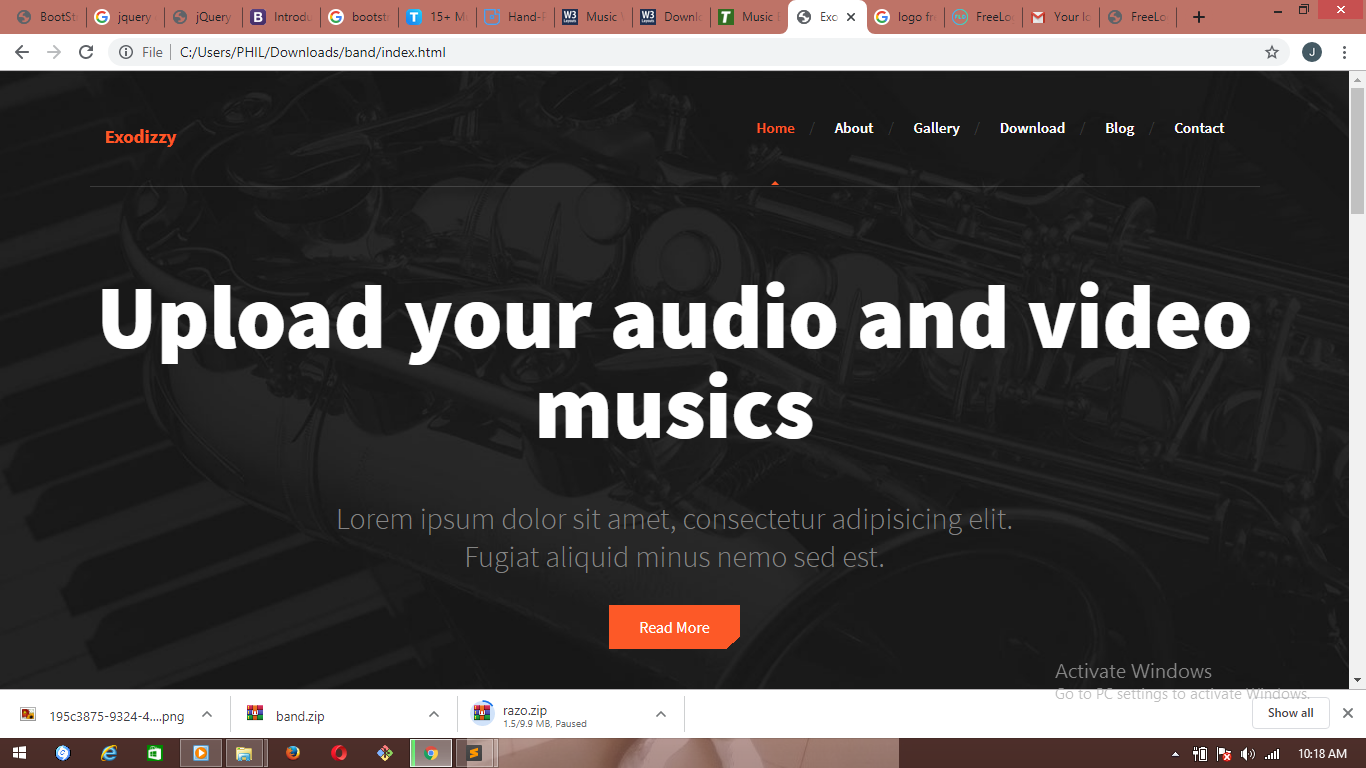 BootSt
jquery
jQuery
Introdu
bootst
15+ M
Hand-
Music
Downl
Music
Exo
logo fr
FreeLo
Your lo
FreeLo
File C:/Users/PHIL/Downloads/band/index.html
J
Exodizzy
Home / About / Gallery / Download / Blog / Contact
Upload your audio and video
musics
Lorem ipsum dolor sit amet, consectetur adipisicing elit.
Fugiat aliquid minus nemo sed est.
Read More
Activate Windows
Go to PC settings to activate Windows.
195c3875-9324-4....png
band.zip
razo.zip
1.5/9.9 MB, Paused
Show all
10:18 AM